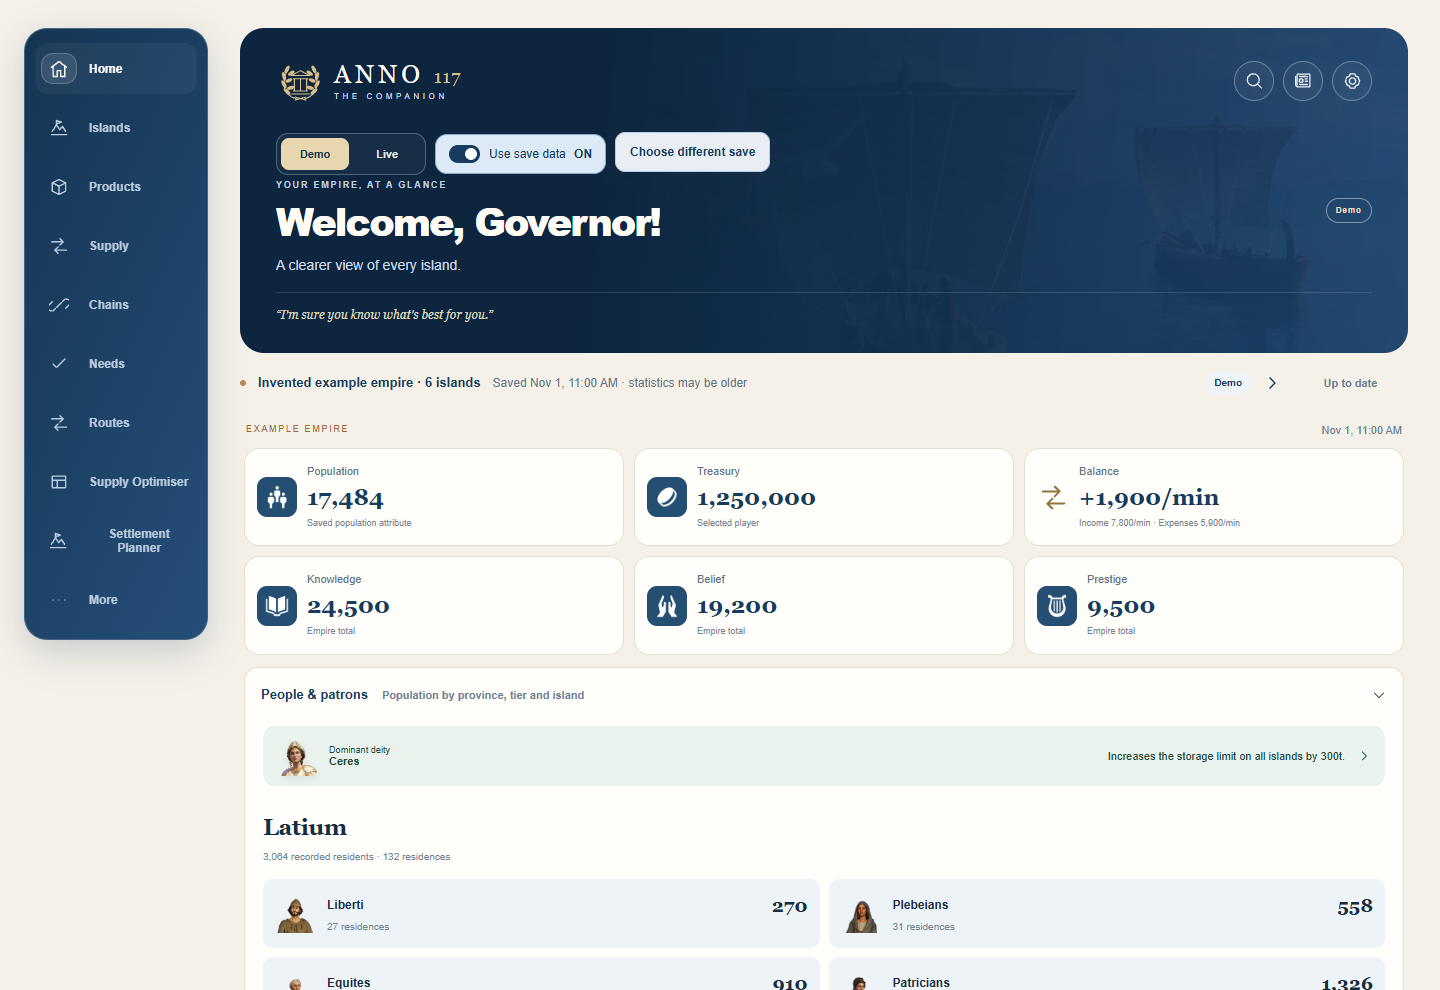 Home
Islands
Products
Supply
Chains
Needs
Routes
Supply Optimiser
Settlement
Planner
More
ANNO 117
THE COMPANION
Demo
Live
Use save data ON
Choose different save
YOUR EMPIRE, AT A GLANCE
Welcome, Governor!
Demo
A clearer view of every island.
“I'm sure you know what's best for you.”
Invented example empire · 6 islands
Saved Nov 1, 11:00 AM · statistics may be older
Demo
Up to date
EXAMPLE EMPIRE
Nov 1, 11:00 AM
Population
17,484
Saved population attribute
Treasury
1,250,000
Selected player
Balance
+1,900/min
Income 7,800/min · Expenses 5,900/min
Knowledge
24,500
Empire total
Belief
19,200
Empire total
Prestige
9,500
Empire total
People & patrons
Population by province, tier and island
Dominant deity
Ceres
Increases the storage limit on all islands by 300t.
Latium
3,064 recorded residents · 132 residences
Liberti
27 residences
270
Plebeians
31 residences
558
Equites
910
Patricians
1,326